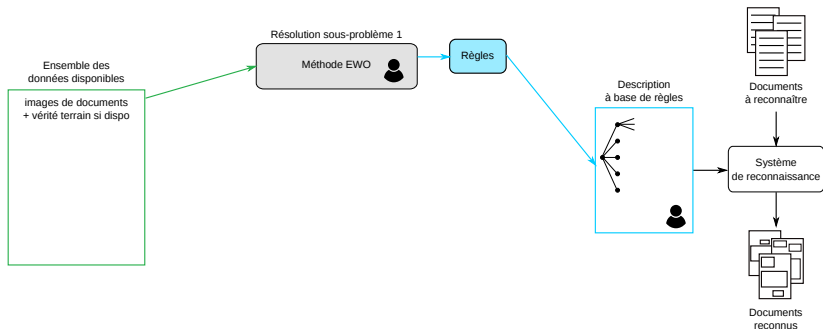 Ensemble des
données disponibles
images de documents
+ vérité terrain si dispo
Résolution sous-problème 1
Méthode EWO
Règles
Description
à base de règles
Documents
à reconnaître
Système
de reconnaissance
Documents
reconnus